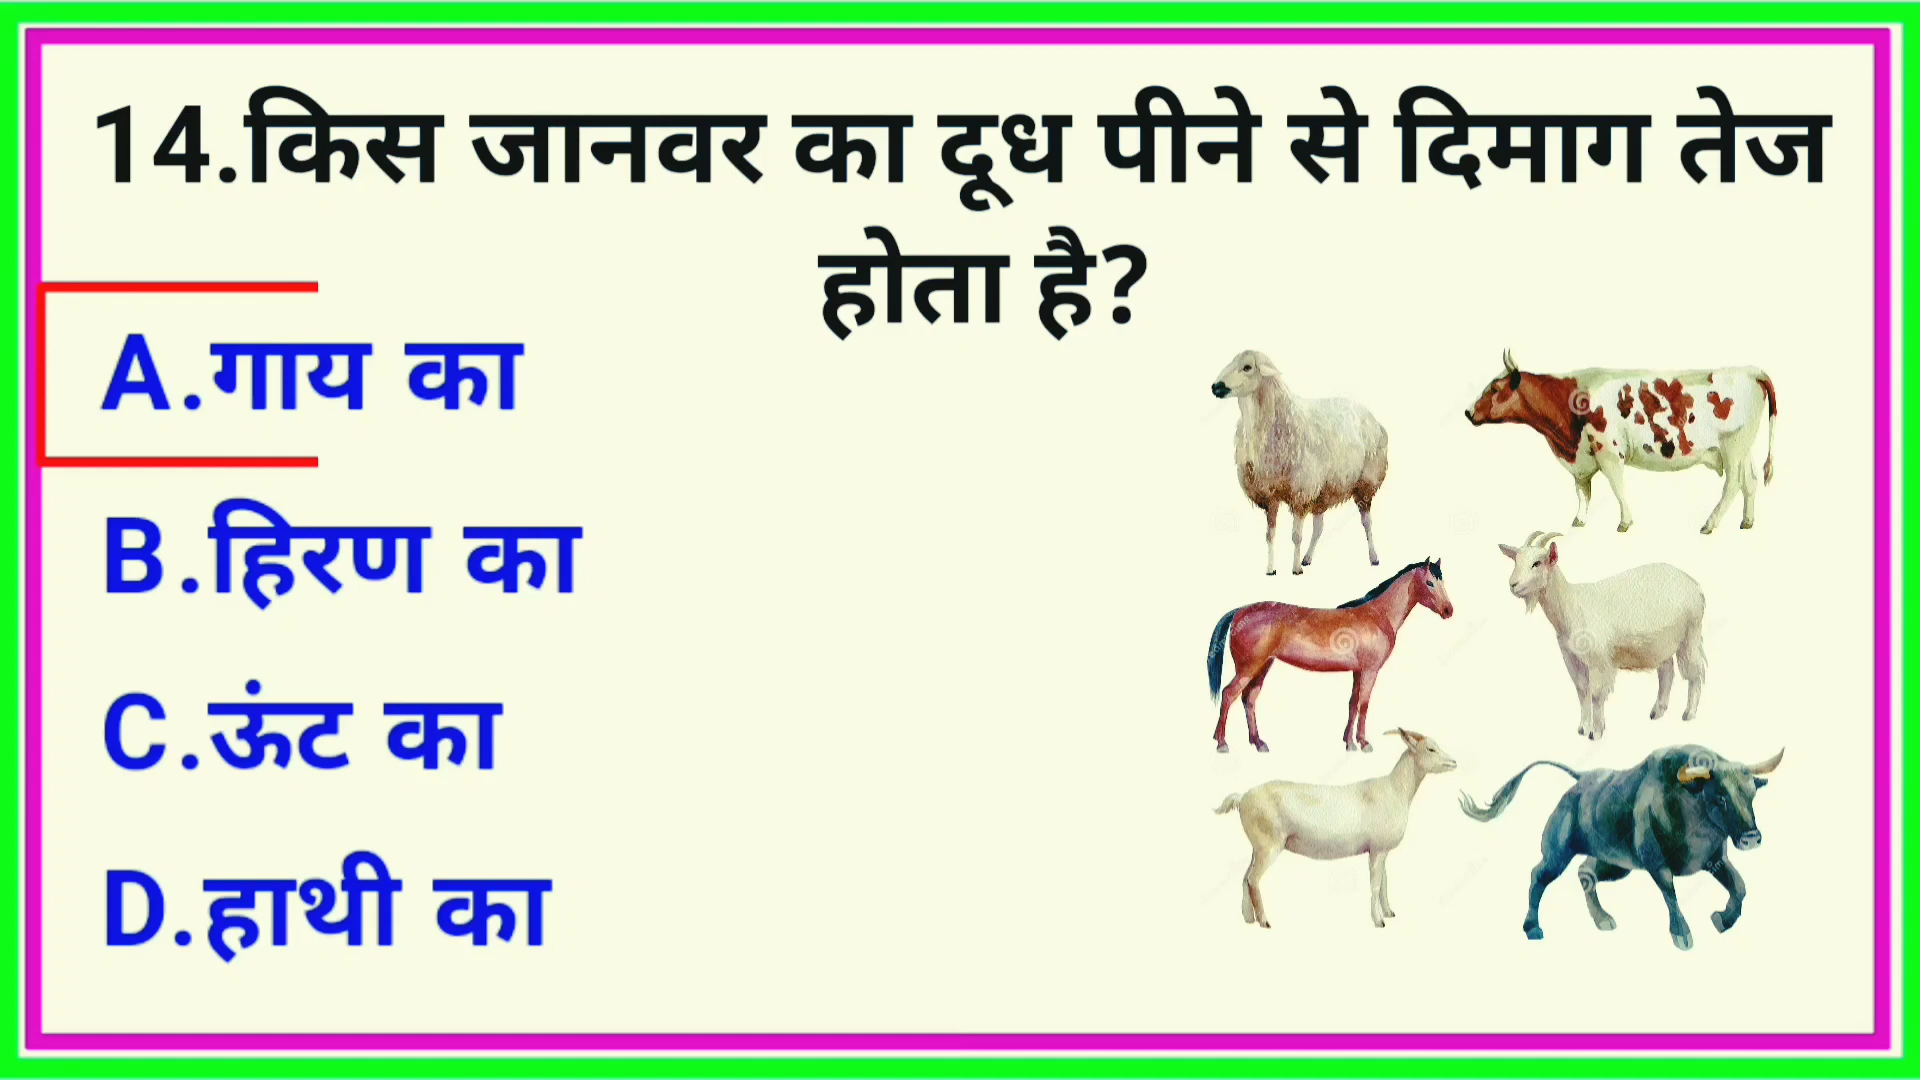 14.किस जानवर का दूध पीने से दिमाग तेज
होता है?
A.गाय का
B.हिरण का
C.ऊंट का
D.हाथी का